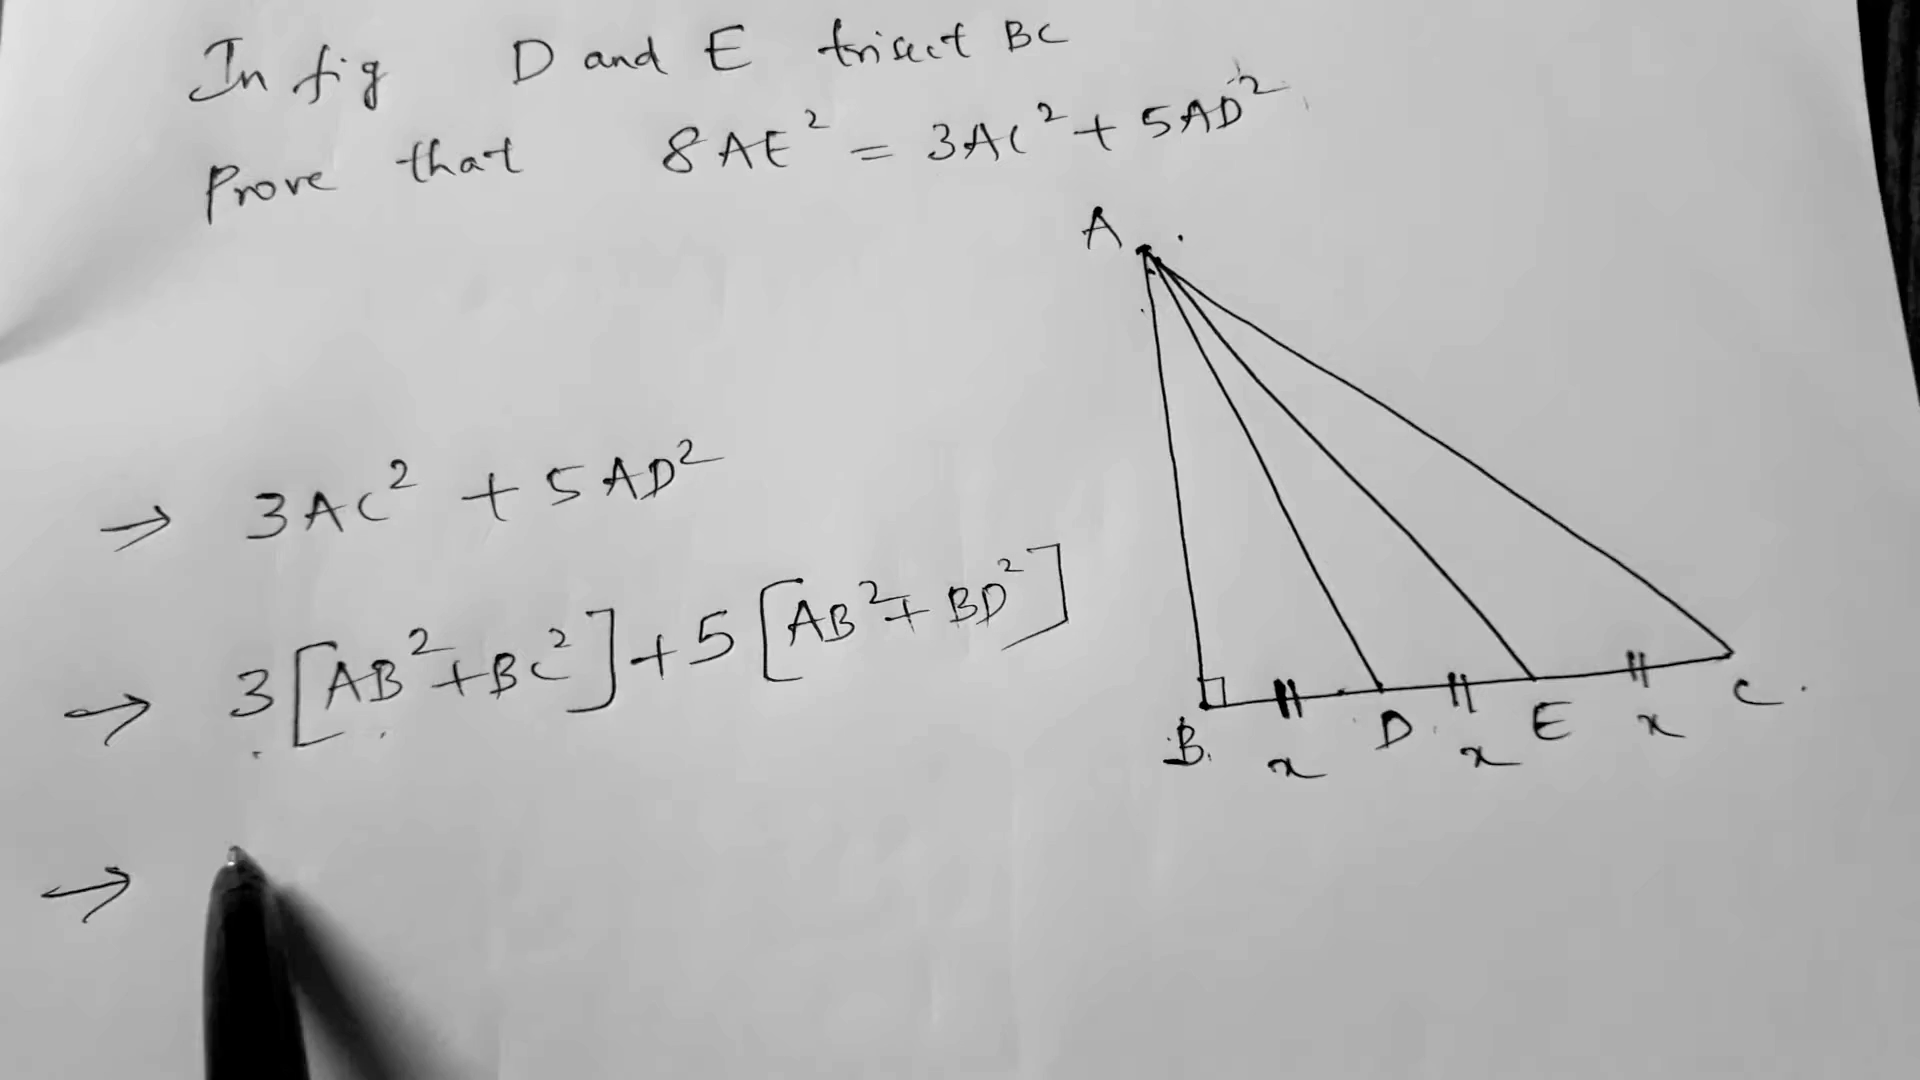 In fig D and E trisect BC
Prove that 8AE² = 3AC² + 5AD²
A
→ 3AC² + 5AD²
→ 3[AB²+BC²]+5[AB²+BD²]
B. x D. x E x C.
→